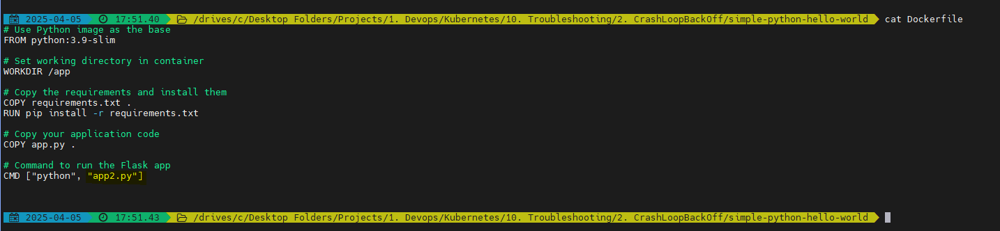 2025-04-05 17:51.40 /drives/c/Desktop Folders/Projects/1. Devops/Kubernetes/10. Troubleshooting/2. CrashLoopBackOff/simple-python-hello-world cat Dockerfile
# Use Python image as the base
FROM python:3.9-slim
# Set working directory in container
WORKDIR /app
# Copy the requirements and install them
COPY requirements.txt .
RUN pip install -r requirements.txt
# Copy your application code
COPY app.py .
# Command to run the Flask app
CMD ["python", "app2.py"]
2025-04-05 17:51.43 /drives/c/Desktop Folders/Projects/1. Devops/Kubernetes/10. Troubleshooting/2. CrashLoopBackOff/simple-python-hello-world